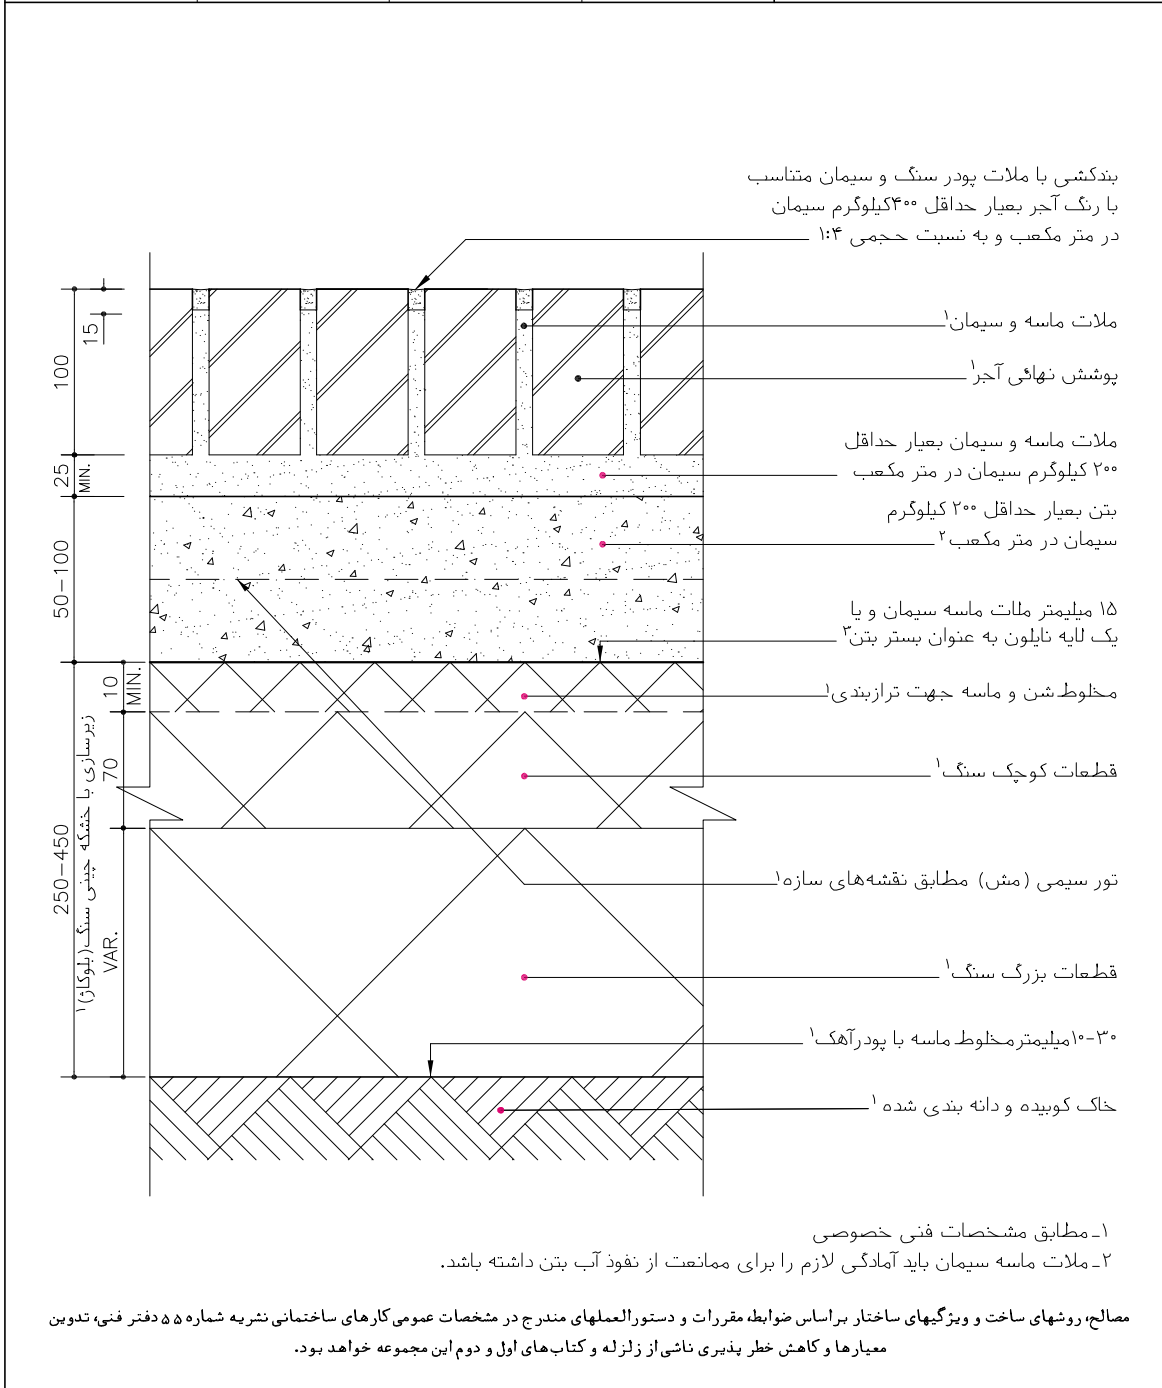 بندکشی با ملات پودر سنگ و سیمان متناسب
با رنگ آجر بعیار حداقل ۴۰۰کیلوگرم سیمان
در متر مکعب و به نسبت حجمی ۱:۴
ملات ماسه و سیمان۱
پوشش نهائی آجر۱
ملات ماسه و سیمان بعیار حداقل
۲۰۰ کیلوگرم سیمان در متر مکعب
بتن بعیار حداقل ۲۰۰ کیلوگرم
سیمان در متر مکعب۲
۱۵ میلیمتر ملات ماسه سیمان و یا
یک لایه نایلون به عنوان بستر بتن۳
مخلوط شن و ماسه جهت ترازبندی۱
قطعات کوچک سنگ۱
تور سیمی (مش) مطابق نقشه‌های سازه۱
قطعات بزرگ سنگ۱
۱۰-۳۰میلیمتر مخلوط ماسه با پودرآهک۱
خاک کوبیده و دانه بندی شده ۱
15
100
25
MIN.
50-100
10
MIN.
70
250-450
زیرسازی با خشکه چینی سنگ(بلوکاژ)۱
VAR.
۱ـ مطابق مشخصات فنی خصوصی
۲ـ ملات ماسه سیمان باید آمادگی لازم را برای ممانعت از نفوذ آب بتن داشته باشد.
مصالح، روشهای ساخت و ویژگیهای ساختار براساس ضوابط، مقررات و دستورالعملهای مندرج در مشخصات عمومی کارهای ساختمانی نشریه شماره ۵۵ دفتر فنی، تدوین
معیارها و کاهش خطر پذیری ناشی از زلزله و کتاب‌های اول و دوم این مجموعه خواهد بود.